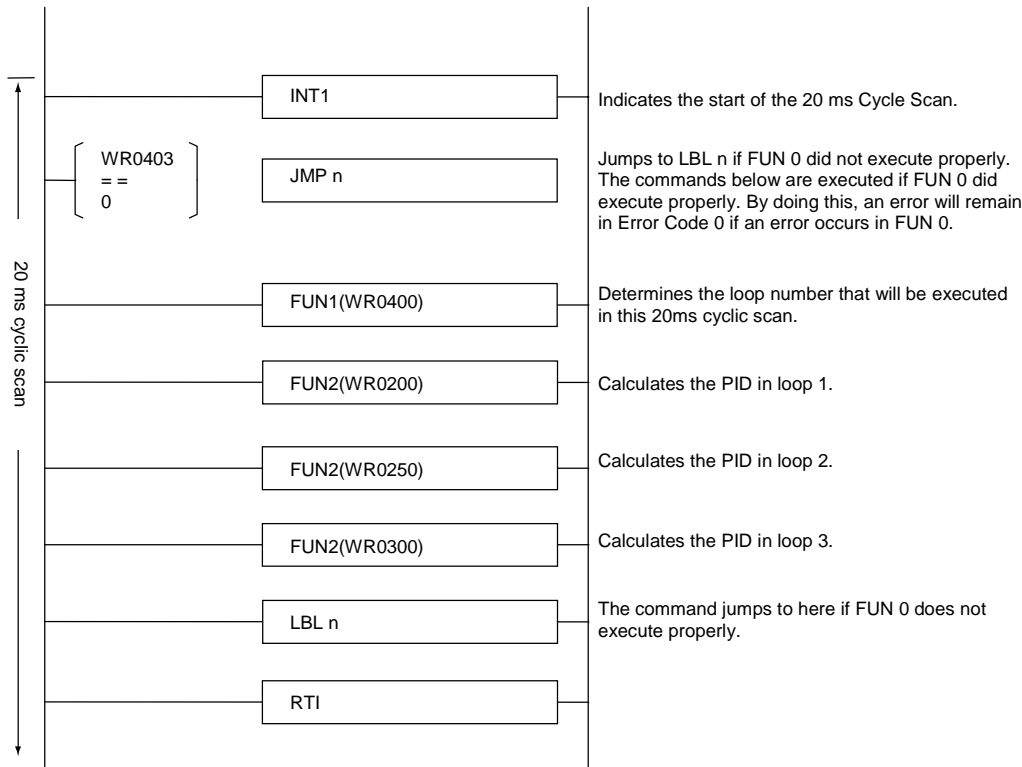 INT1
Indicates the start of the 20 ms Cycle Scan.
WR0403
= =
0
JMP n
Jumps to LBL n if FUN 0 did not execute properly.
The commands below are executed if FUN 0 did
execute properly. By doing this, an error will remain
in Error Code 0 if an error occurs in FUN 0.
20 ms cyclic scan
FUN1(WR0400)
Determines the loop number that will be executed
in this 20ms cyclic scan.
FUN2(WR0200)
Calculates the PID in loop 1.
FUN2(WR0250)
Calculates the PID in loop 2.
FUN2(WR0300)
Calculates the PID in loop 3.
LBL n
The command jumps to here if FUN 0 does not
execute properly.
RTI